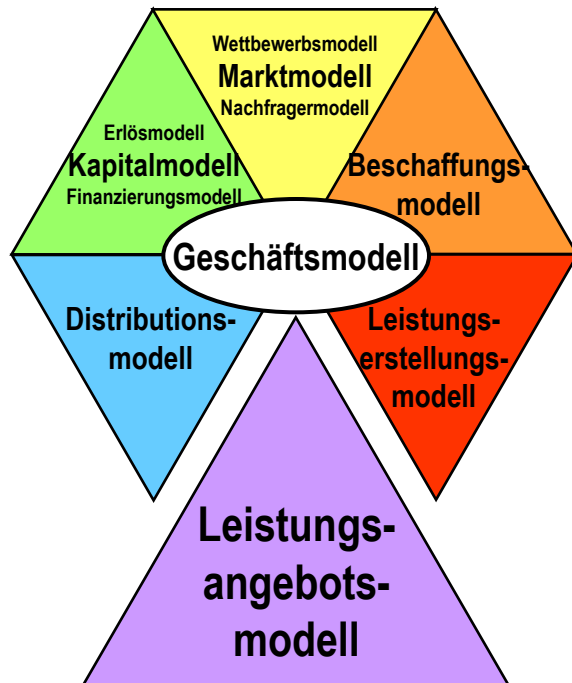 Wettbewerbsmodell
Marktmodell
Nachfragermodell
Erlösmodell
Kapitalmodell
Finanzierungsmodell
Beschaffungs-
modell
Geschäftsmodell
Distributions-
modell
Leistungs-
erstellungs-
modell
Leistungs-
angebots-
modell